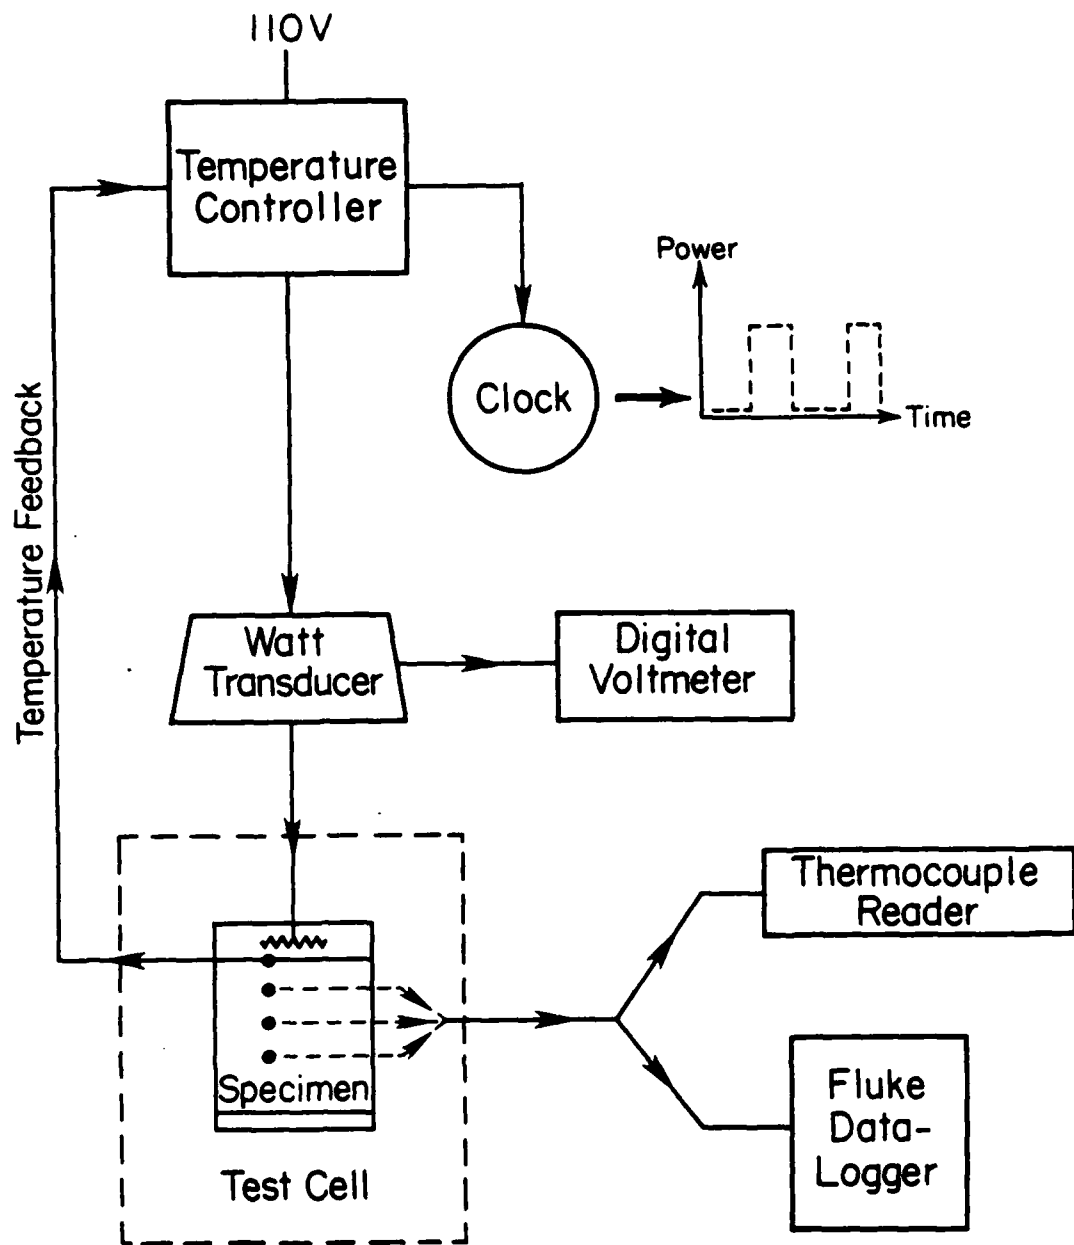 110V
Temperature
Controller
Power
Clock
Time
Temperature Feedback
Watt
Transducer
Digital
Voltmeter
Thermocouple
Reader
Specimen
Fluke
Data-
Logger
Test Cell